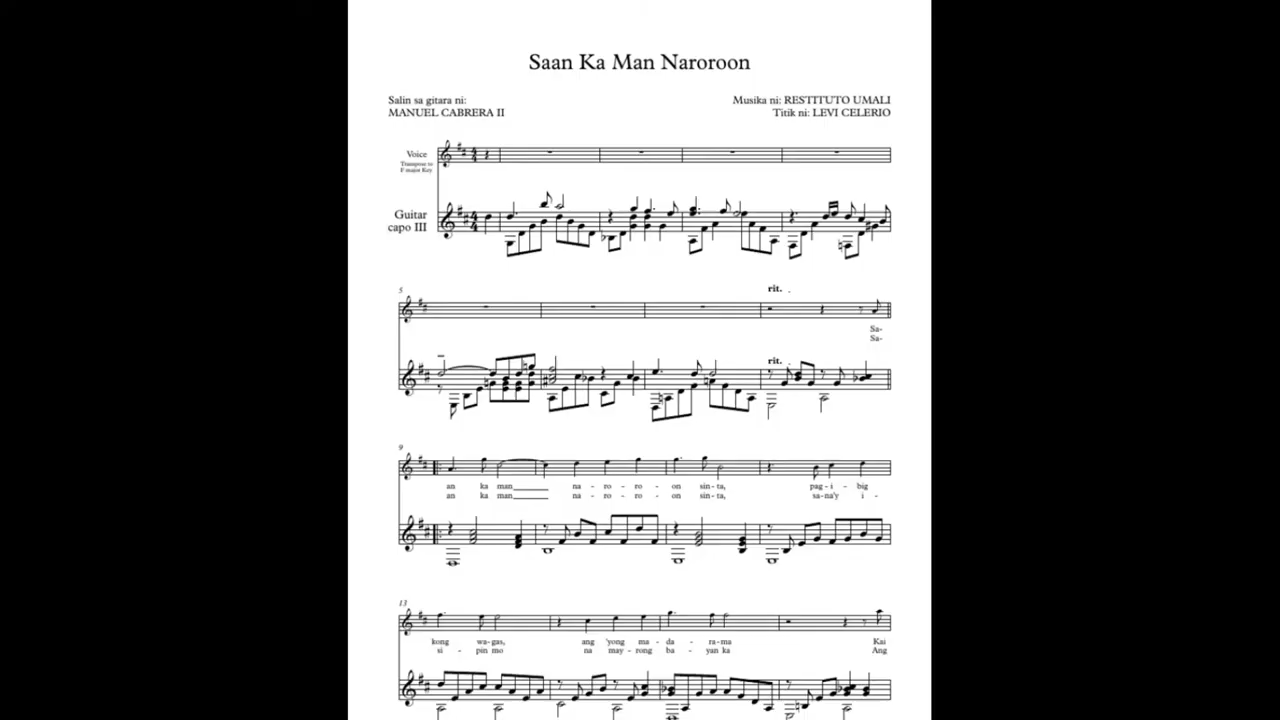 Saan Ka Man Naroroon
Salin sa gitara ni:
MANUEL CABRERA II
Musika ni: RESTITUTO UMALI
Titik ni: LEVI CELERIO
Voice
Transpose to
F major Key
Guitar
capo III
5
rit.
Sa-
Sa-
rit.
9
an ka man_______ na - ro - ro - on sin - ta, pag - i - big
an ka man_______ na - ro - ro - on sin - ta, sa - na'y i -
13
kong wa - gas, ang 'yong ma - da - ra - ma Kai
si - pin mo na may - rong ba - yan ka Ang